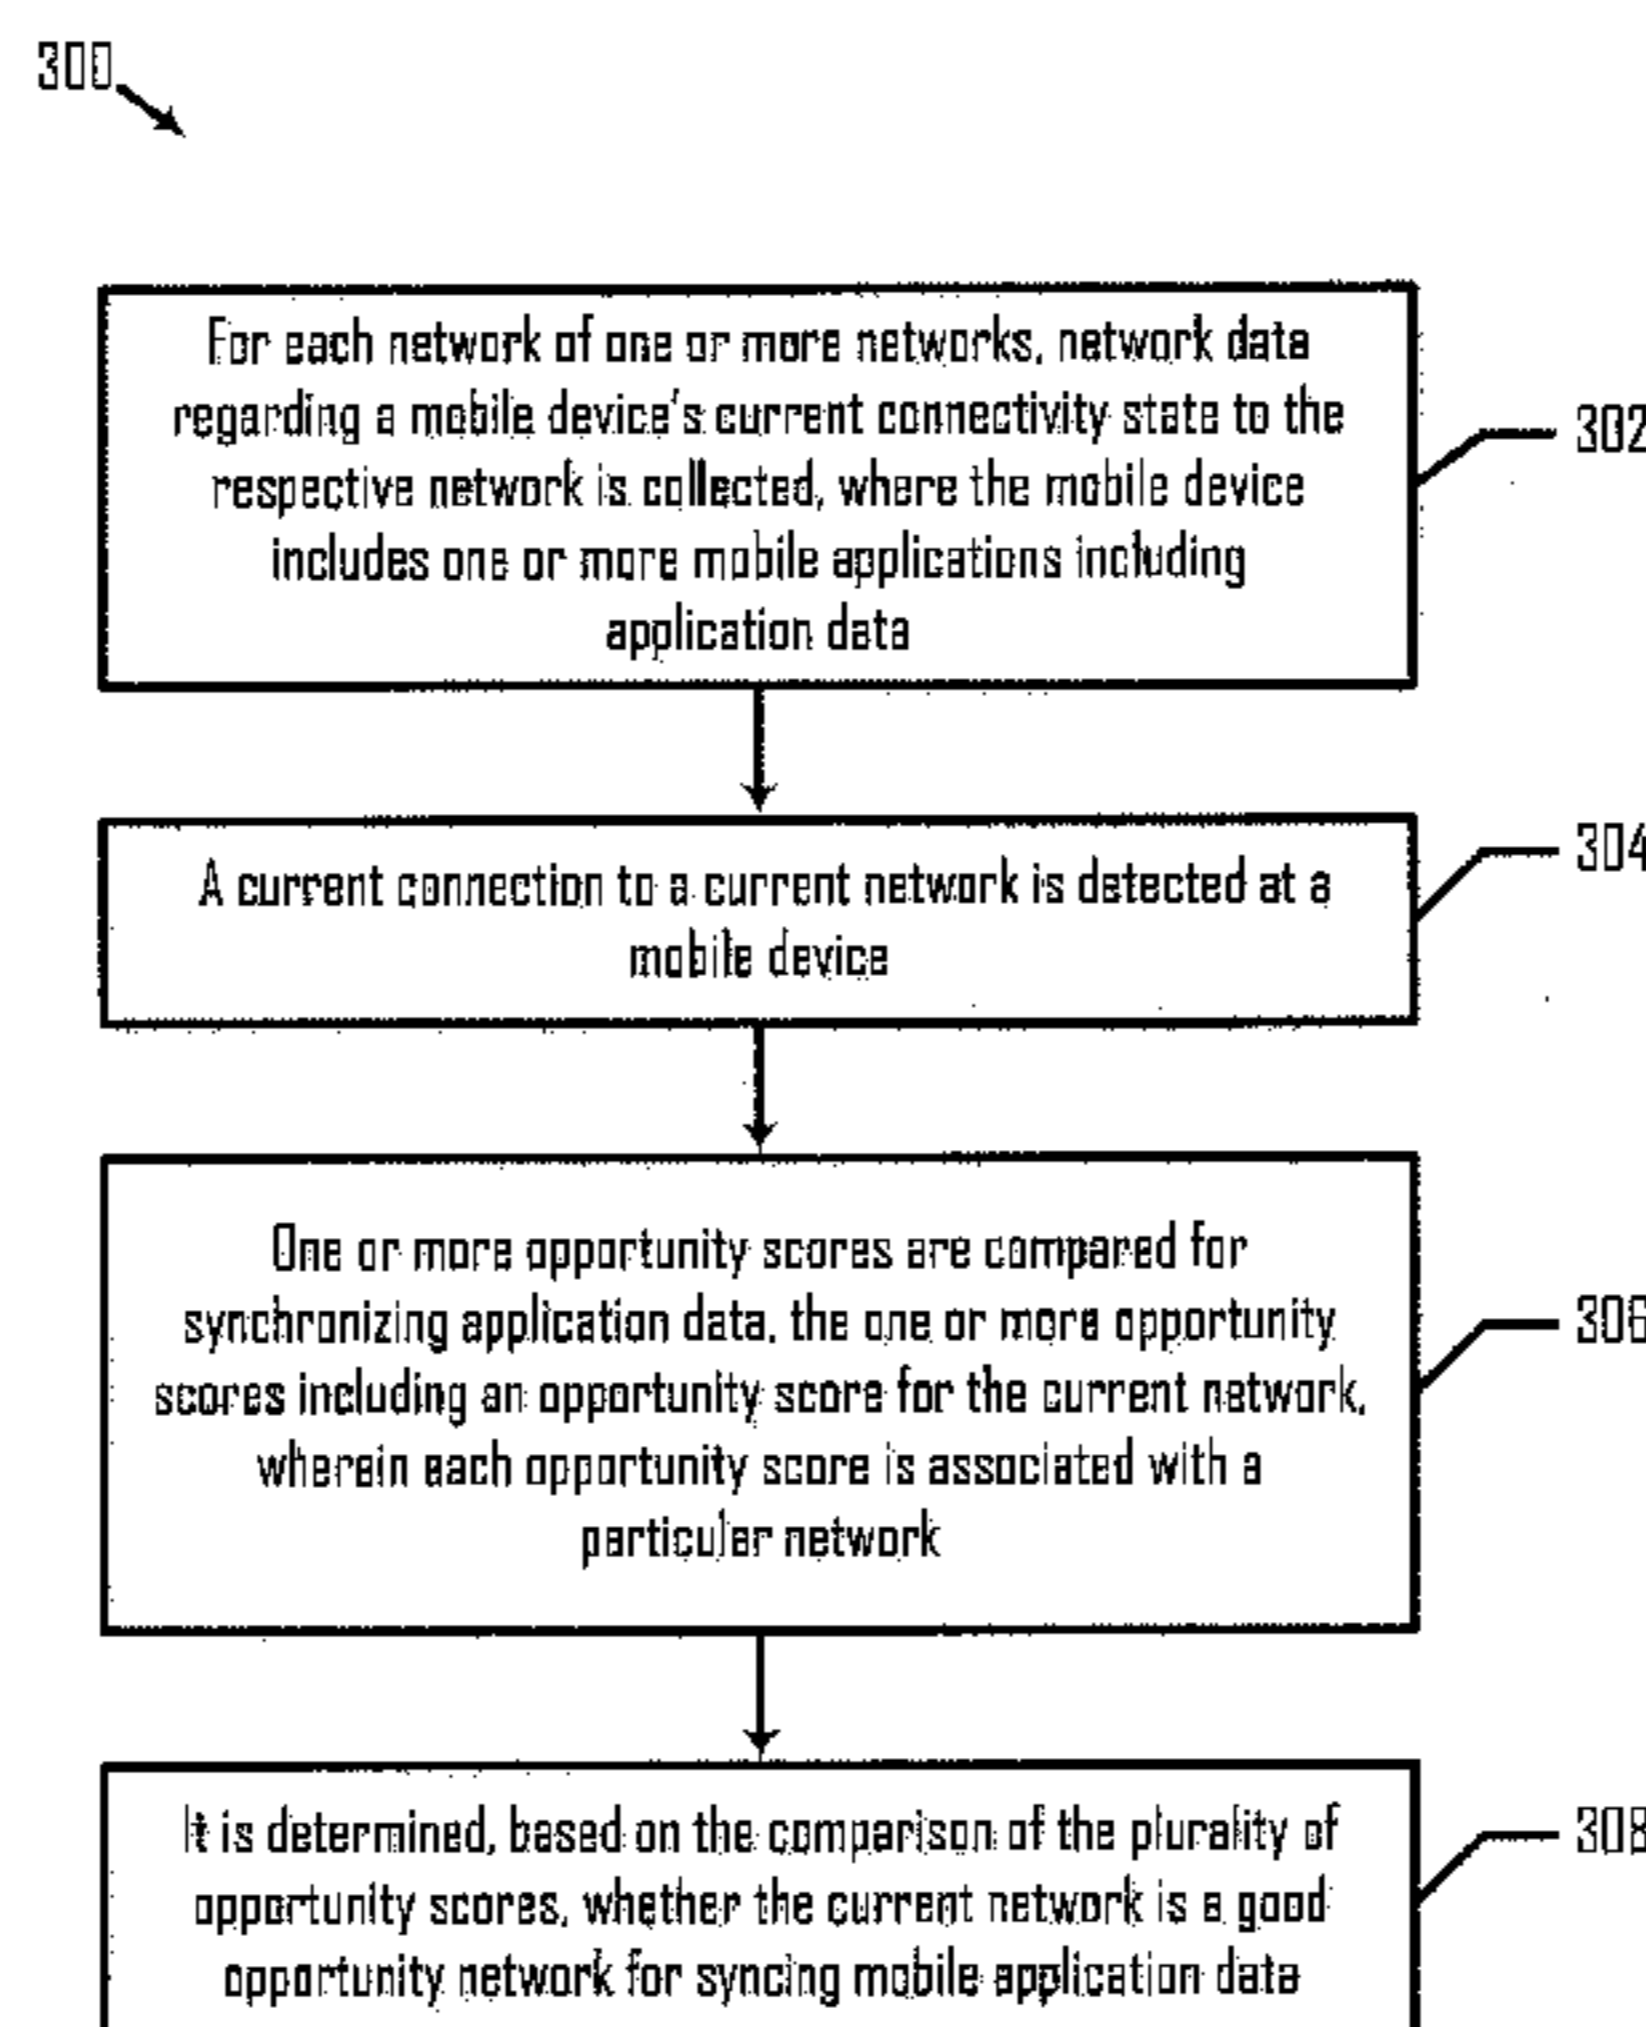 300
For each network of one or more networks, network data
regarding a mobile device's current connectivity state to the
respective network is collected, where the mobile device
includes one or more mobile applications including
application data
302
A current connection to a current network is detected at a
mobile device
304
One or more opportunity scores are compared for
synchronizing application data, the one or more opportunity
scores including an opportunity score for the current network,
wherein each opportunity score is associated with a
particular network
306
It is determined, based on the comparison of the plurality of
opportunity scores, whether the current network is a good
opportunity network for syncing mobile application data
308